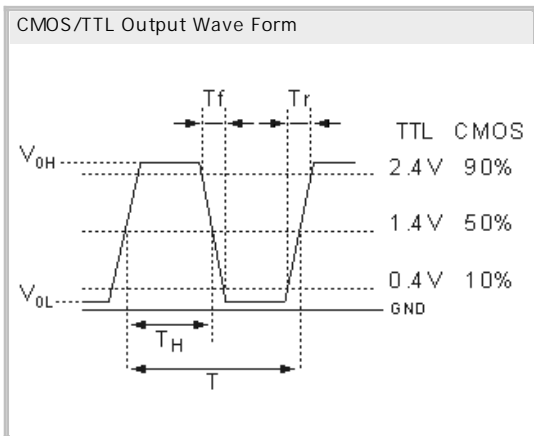 CMOS/TTL Output Wave Form
Tf Tr
TTL CMOS
V0H 2.4V 90%
1.4V 50%
0.4V 10%
V0L
GND
TH
T